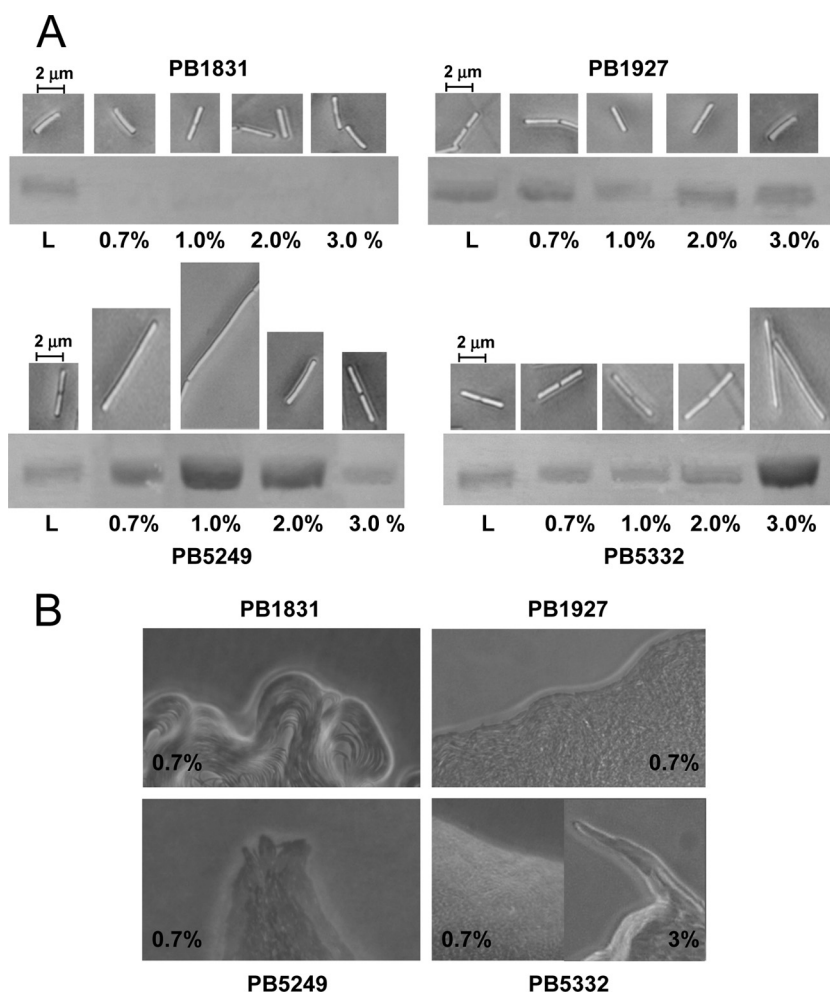 A
PB1831
PB1927
2 μm
2 μm
L 0.7% 1.0% 2.0% 3.0 %
L 0.7% 1.0% 2.0% 3.0%
2 μm
2 μm
L 0.7% 1.0% 2.0% 3.0 %
L 0.7% 1.0% 2.0% 3.0%
PB5249
PB5332
B
PB1831
PB1927
0.7%
0.7%
0.7%
0.7%
3%
PB5249
PB5332